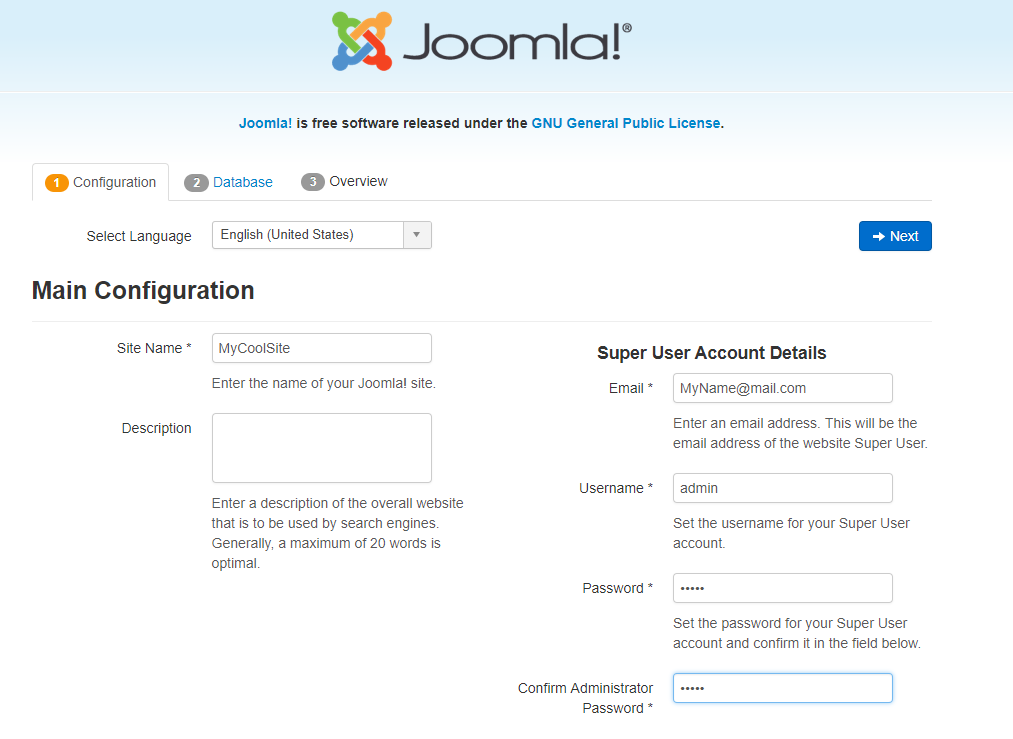 Joomla!®
Joomla! is free software released under the GNU General Public License.
1 Configuration
2 Database
3 Overview
Select Language
English (United States)
Next
Main Configuration
Site Name *
MyCoolSite
Enter the name of your Joomla! site.
Description
Enter a description of the overall website
that is to be used by search engines.
Generally, a maximum of 20 words is
optimal.
Super User Account Details
Email *
MyName@mail.com
Enter an email address. This will be the
email address of the website Super User.
Username *
admin
Set the username for your Super User
account.
Password *
•••••
Set the password for your Super User
account and confirm it in the field below.
Confirm Administrator
Password *
•••••